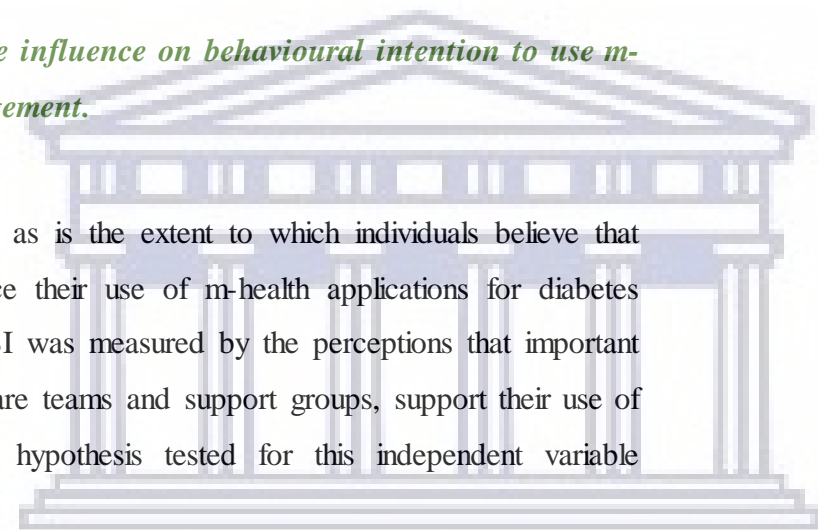 e influence on behavioural intention to use m-
ement.
as is the extent to which individuals believe that
ce their use of m-health applications for diabetes
I was measured by the perceptions that important
are teams and support groups, support their use of
hypothesis tested for this independent variable